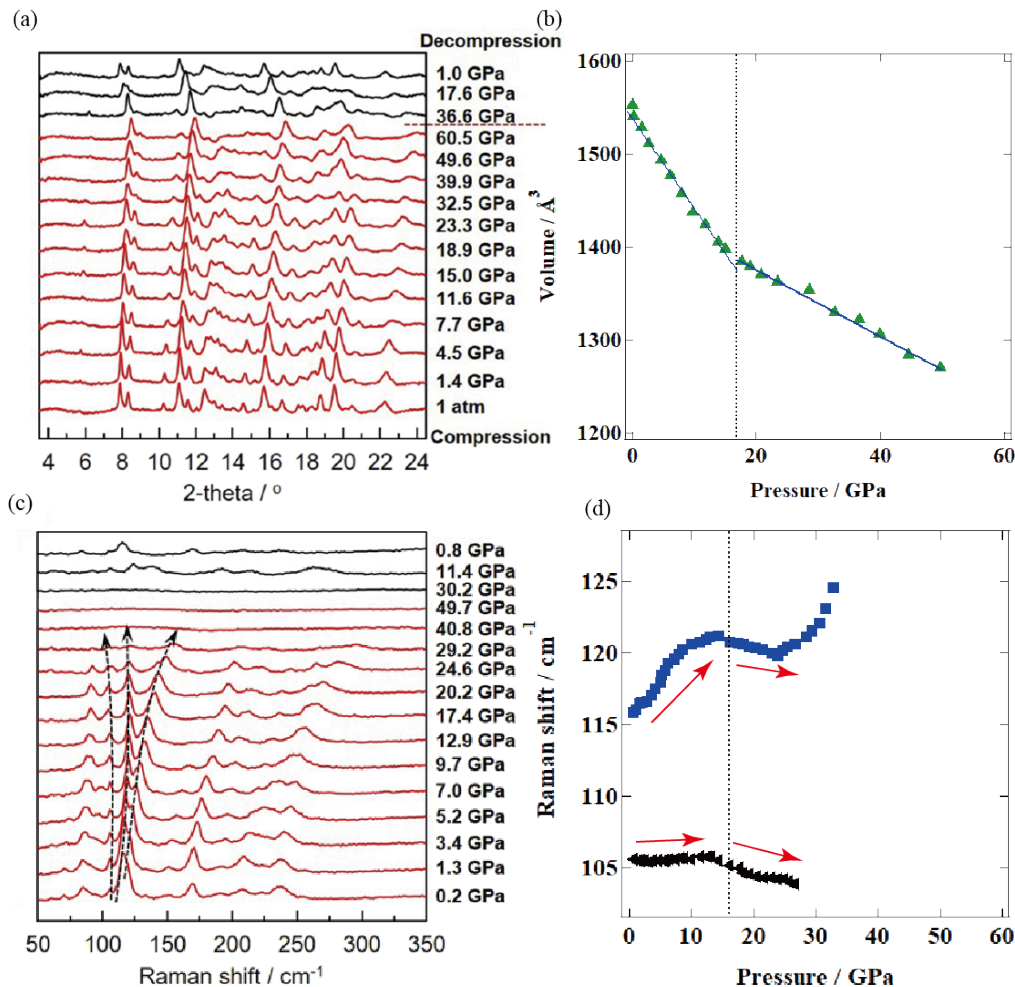 (a)
Decompression
1.0 GPa
17.6 GPa
36.6 GPa
60.5 GPa
49.6 GPa
39.9 GPa
32.5 GPa
23.3 GPa
18.9 GPa
15.0 GPa
11.6 GPa
7.7 GPa
4.5 GPa
1.4 GPa
1 atm
Compression
4 6 8 10 12 14 16 18 20 22 24
2-theta / °
(b)
1600
1500
1400
1300
1200
Volume / Å³
0 20 40 60
Pressure / GPa
(c)
0.8 GPa
11.4 GPa
30.2 GPa
49.7 GPa
40.8 GPa
29.2 GPa
24.6 GPa
20.2 GPa
17.4 GPa
12.9 GPa
9.7 GPa
7.0 GPa
5.2 GPa
3.4 GPa
1.3 GPa
0.2 GPa
50 100 150 200 250 300 350
Raman shift / cm⁻¹
(d)
125
120
115
110
105
Raman shift / cm⁻¹
0 10 20 30 40 50 60
Pressure / GPa